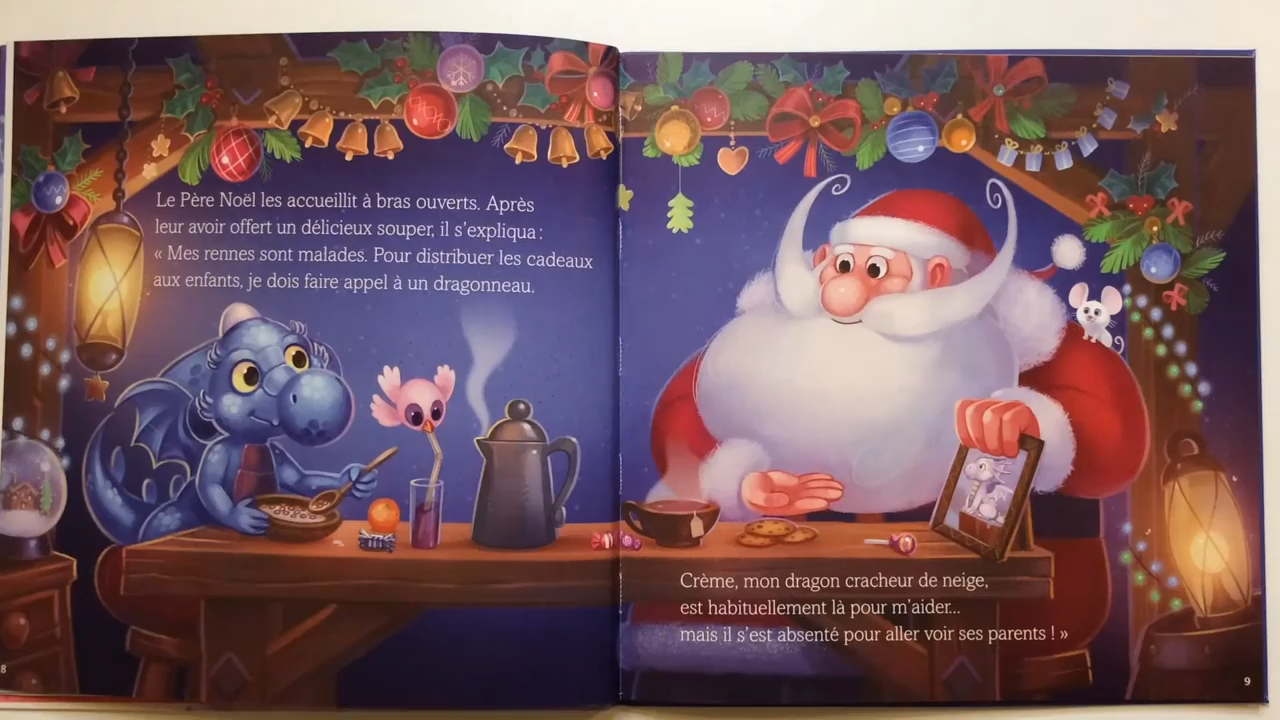 Le Père Noël les accueillit à bras ouverts. Après
leur avoir offert un délicieux souper, il s'expliqua :
« Mes rennes sont malades. Pour distribuer les cadeaux
aux enfants, je dois faire appel à un dragonneau.
8
Crème, mon dragon cracheur de neige,
est habituellement là pour m'aider...
mais il s'est absenté pour aller voir ses parents ! »
9